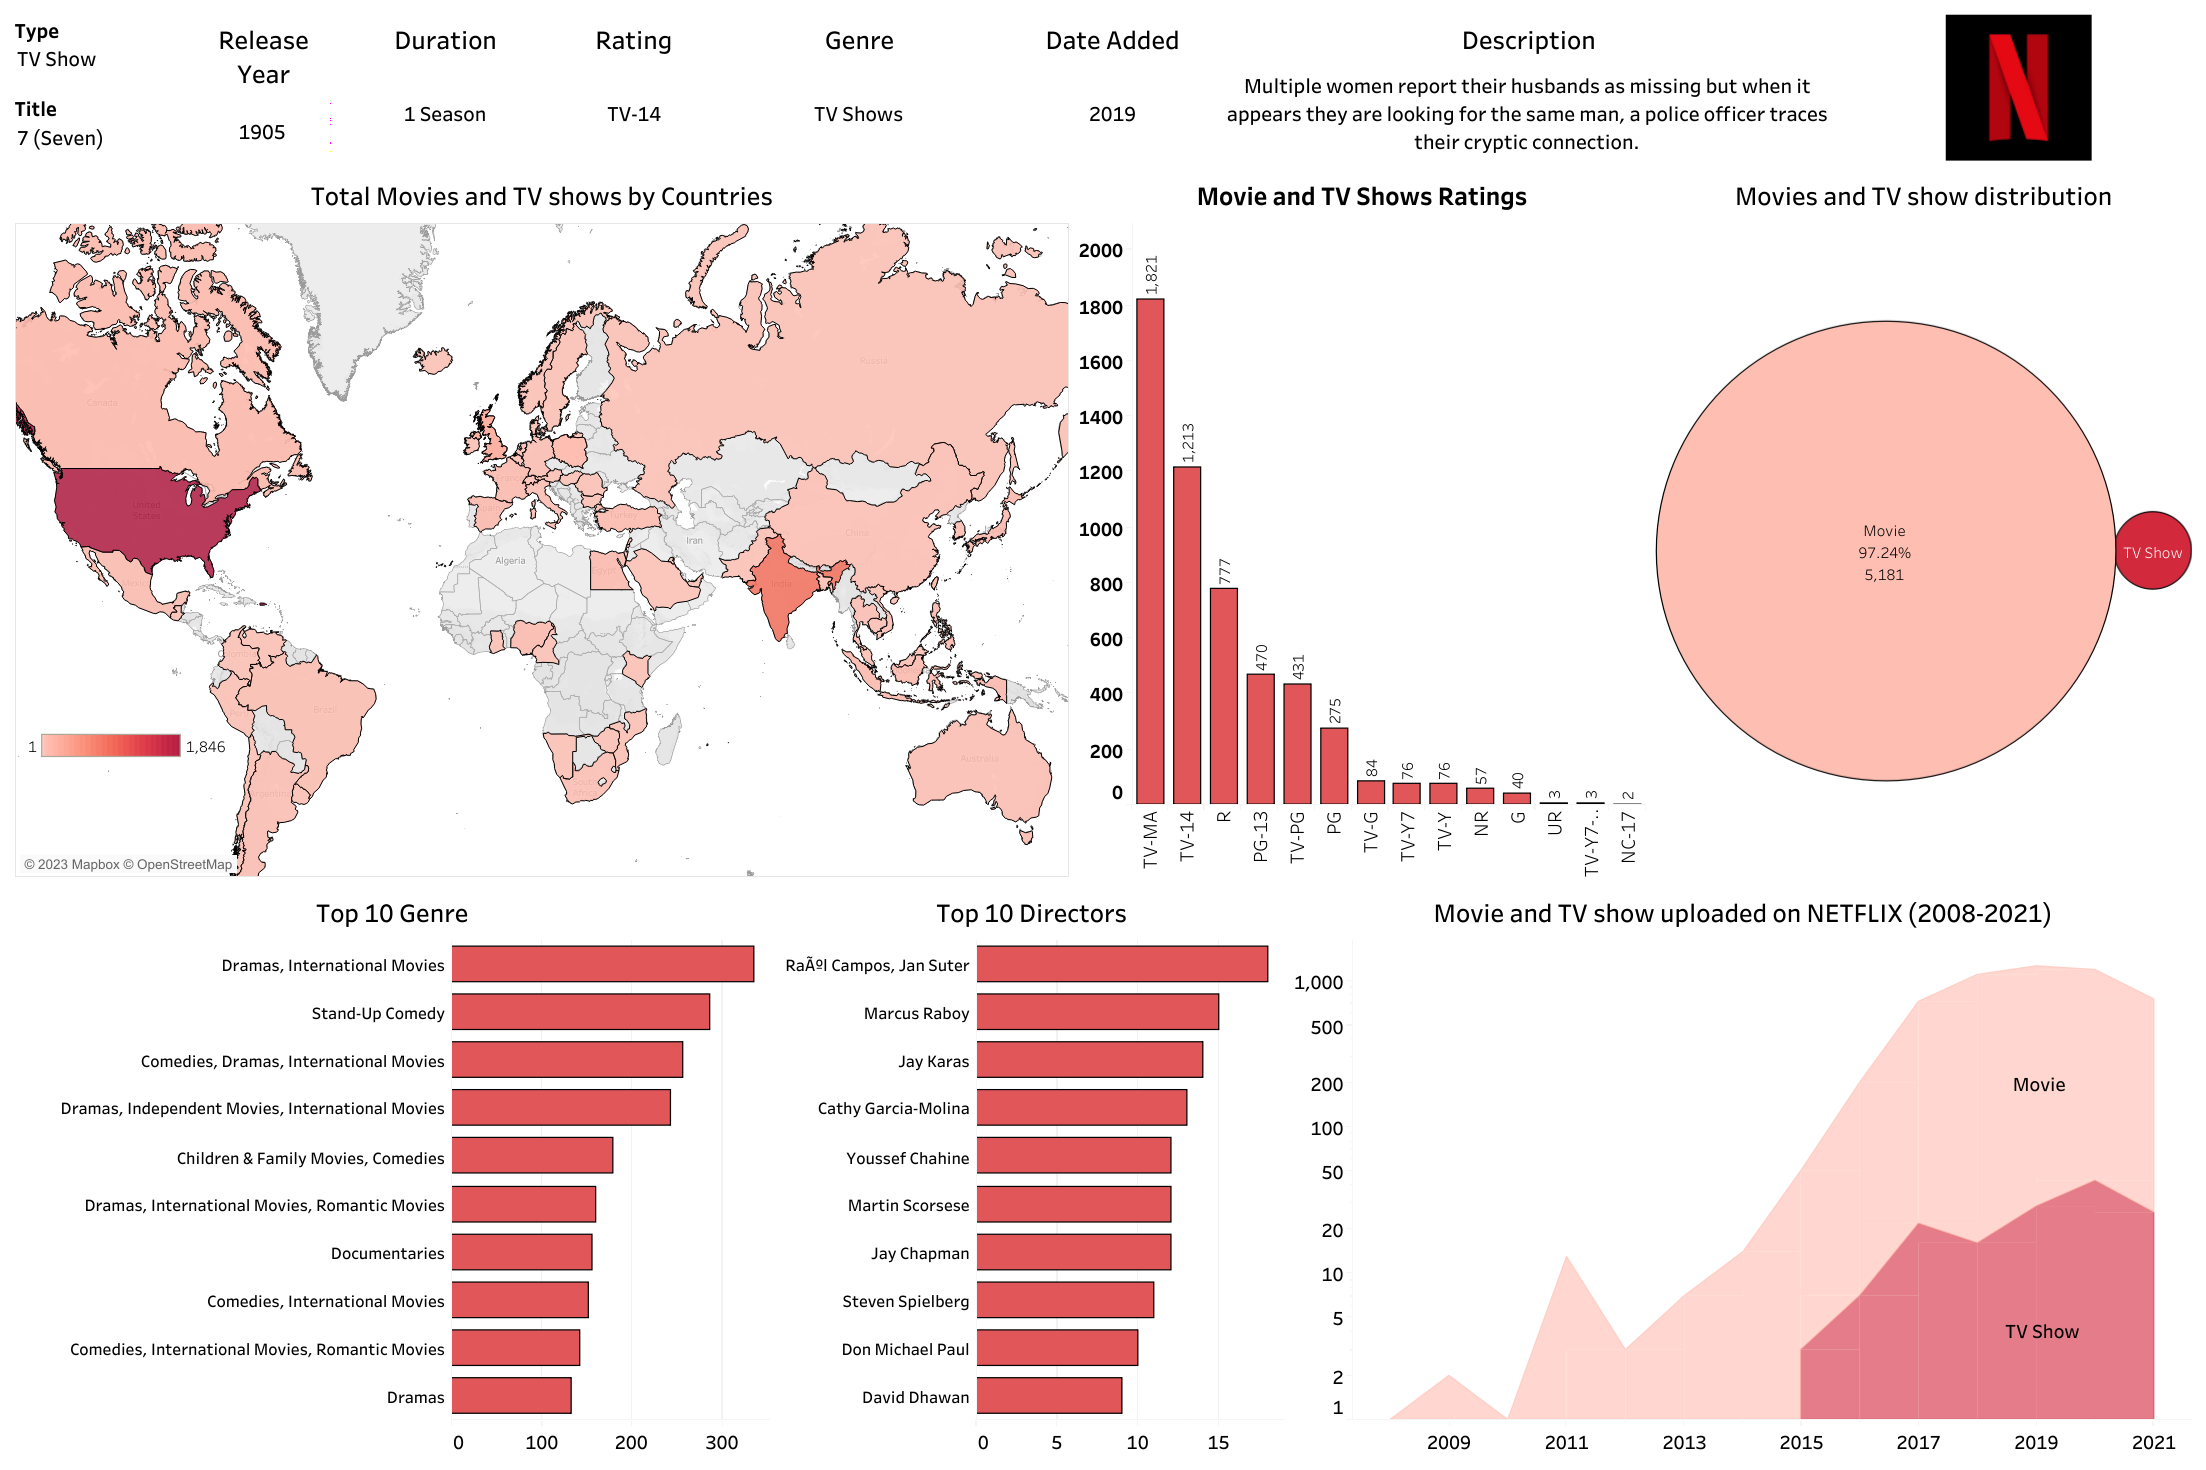 Type
TV Show
Title
7 (Seven)
Release
Year
1905
Duration
1 Season
Rating
TV-14
Genre
TV Shows
Date Added
2019
Description
Multiple women report their husbands as missing but when it
appears they are looking for the same man, a police officer traces
their cryptic connection.
N
Total Movies and TV shows by Countries
Canada
United
States
Russia
China
India
Iran
Algeria
Brazil
Australia
1
1,846
© 2023 Mapbox © OpenStreetMap
Movie and TV Shows Ratings
2000
1800
1600
1400
1200
1000
800
600
400
200
0
1,821
1,213
777
470
431
275
84
76
76
57
40
3
3
2
TV-MA
TV-14
R
PG-13
TV-PG
PG
TV-G
TV-Y7
TV-Y
NR
G
UR
TV-Y7-..
NC-17
Movies and TV show distribution
Movie
97.24%
5,181
TV Show
Top 10 Genre
Dramas, International Movies
Stand-Up Comedy
Comedies, Dramas, International Movies
Dramas, Independent Movies, International Movies
Children & Family Movies, Comedies
Dramas, International Movies, Romantic Movies
Documentaries
Comedies, International Movies
Comedies, International Movies, Romantic Movies
Dramas
0 100 200 300
Top 10 Directors
RaÃºl Campos, Jan Suter
Marcus Raboy
Jay Karas
Cathy Garcia-Molina
Youssef Chahine
Martin Scorsese
Jay Chapman
Steven Spielberg
Don Michael Paul
David Dhawan
0 5 10 15
Movie and TV show uploaded on NETFLIX (2008-2021)
1,000
500
200
100
50
20
10
5
2
1
Movie
TV Show
2009 2011 2013 2015 2017 2019 2021